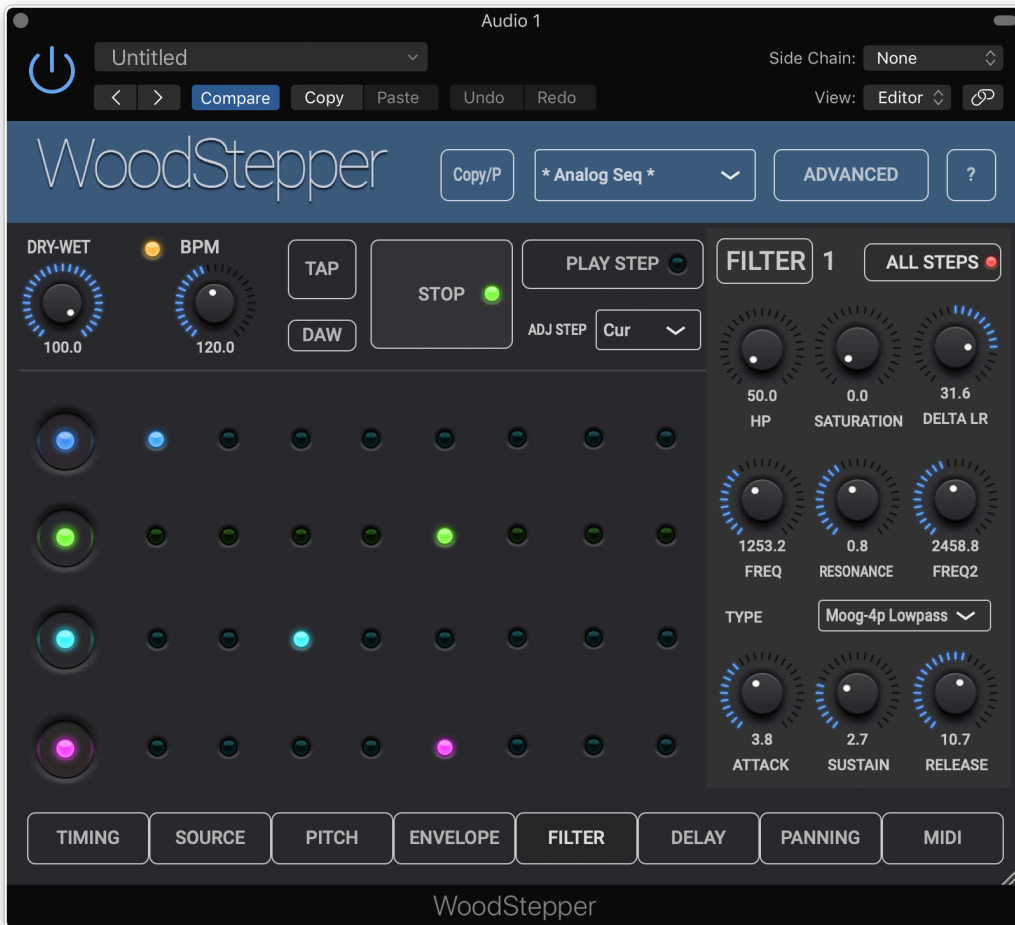 Audio 1
Untitled
Side Chain: None
Compare Copy Paste Undo Redo
View: Editor
WoodStepper
Copy/P
* Analog Seq *
ADVANCED
?
DRY-WET
100.0
BPM
120.0
TAP
DAW
STOP
PLAY STEP
ADJ STEP Cur
FILTER 1
ALL STEPS
50.0 0.0 31.6
HP SATURATION DELTA LR
1253.2 0.8 2458.8
FREQ RESONANCE FREQ2
TYPE Moog-4p Lowpass
3.8 2.7 10.7
ATTACK SUSTAIN RELEASE
TIMING SOURCE PITCH ENVELOPE FILTER DELAY PANNING MIDI
WoodStepper